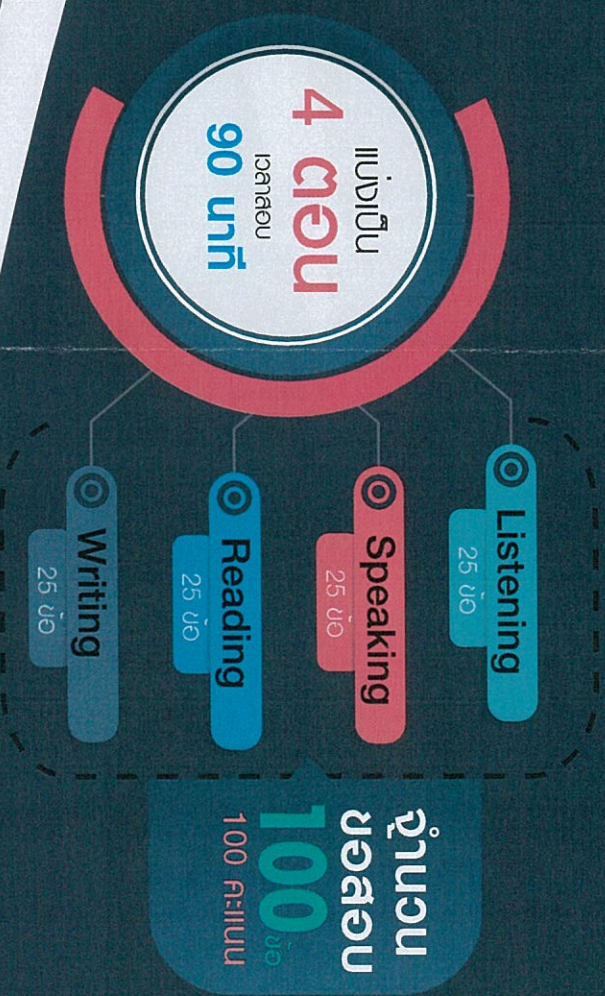 แบ่งเป็น
4 ตอน
เวลาสอบ
90 นาที
Listening
25 ข้อ
Speaking
25 ข้อ
Reading
25 ข้อ
Writing
25 ข้อ
จำนวน
ข้อสอบ
100 ข้อ
100 คะแนน